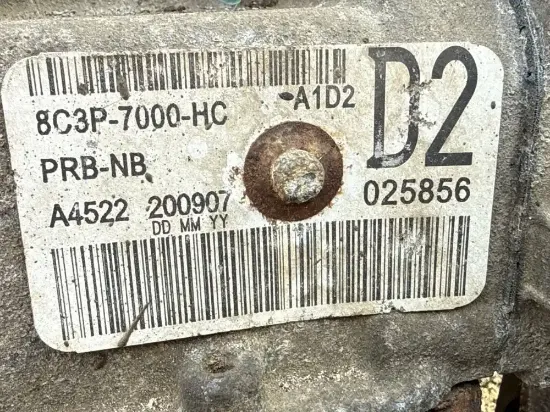 A1D2
D2
8C3P-7000-HC
PRB-NB
A4522 200907
025856
DD MM YY